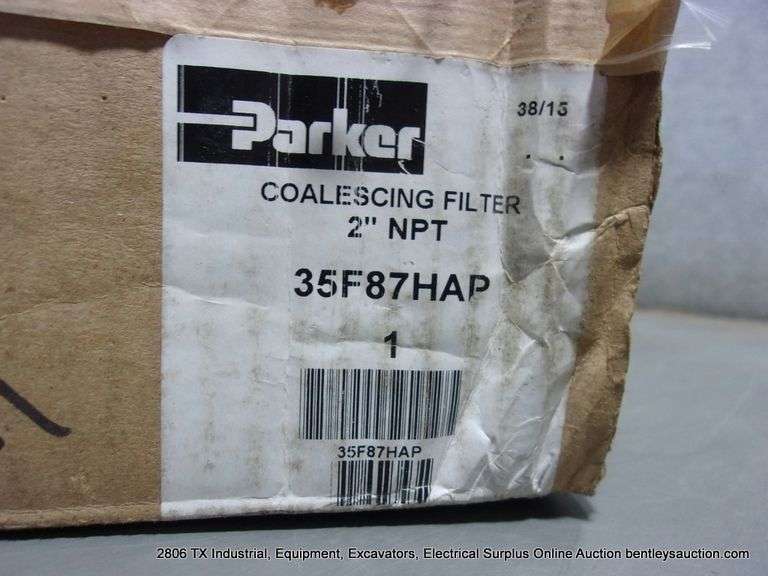 Parker
38/15
COALESCING FILTER
2" NPT
35F87HAP
1
35F87HAP
2806 TX Industrial, Equipment, Excavators, Electrical Surplus Online Auction bentleysauction.com